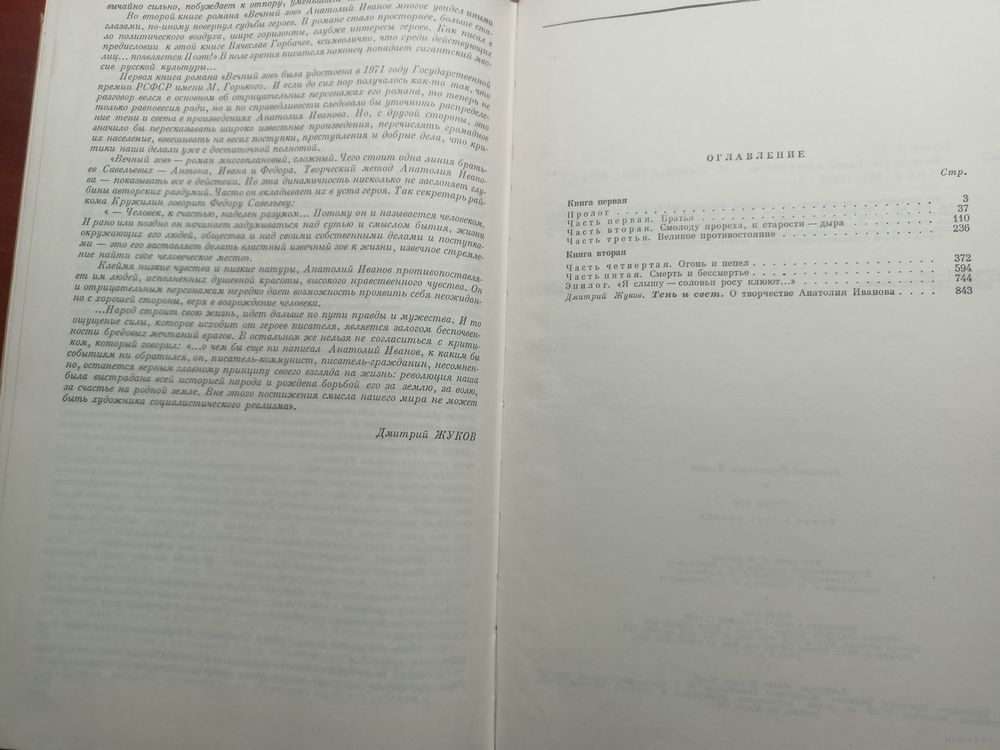 вычайно сильно, побуждает к отпору, уменьшает
Во второй книге романа «Вечный зов» Анатолий Иванов многое увидел иными
глазами, по-иному повернул судьбы героев. В романе стало просторнее, больше ста-
ло политического воздуха, шире горизонты, глубже интересы героев. Как писал в
предисловии к этой книге Вячеслав Горбачев, «символично, что среди действующих
лиц... появляется Поэт!» В поле зрения писателя наконец попадает гигантский мас-
сив русской культуры...
Первая книга романа «Вечный зов» была удостоена в 1971 году Государственной
премии РСФСР имени М. Горького. И если до сих пор получалось как-то так, что
разговор велся в основном об отрицательных персонажах его романа, то теперь не
только равновесия ради, но и по справедливости следовало бы уточнить распределе-
ние тени и света в произведениях Анатолия Иванова. Но, с другой стороны, это
значило бы пересказывать широко известные произведения, перечислять громадное
их население, взвешивать на весах поступки, преступления и добрые дела, что кри-
тики наши делали уже с достаточной полнотой.
«Вечный зов» — роман многоплановый, сложный. Чего стоит одна линия брать-
ев Савельевых — Антона, Ивана и Федора. Творческий метод Анатолия Ивано-
ва — показывать все в действии. Но эта динамичность нисколько не заслоняет глу-
бины авторских раздумий. Часто он вкладывает их в уста героя. Так секретарь рай-
кома Кружилин говорит Федору Савельеву:
« — Человек, к счастью, наделен разумом... Потому он и называется человеком.
И рано или поздно он начинает задумываться над сутью и смыслом бытия, жизни
окружающих его людей, общества и над своими собственными делами и поступка-
ми — это его заставляет делать властный извечный зов к жизни, извечное стремле-
ние найти свое человеческое место».
Клеймя низкие чувства и низкие натуры, Анатолий Иванов противопоставля-
ет им людей, исполненных душевной красоты, высокого нравственного чувства. Он
и отрицательным персонажам нередко дает возможность проявить себя неожидан-
но с хорошей стороны, веря в возрождение человека.
...Народ строит свою жизнь, идет дальше по пути правды и мужества. И то
ощущение силы, которое исходит от героев писателя, является залогом беспочвен-
ности бредовых мечтаний врагов. В остальном же нельзя не согласиться с крити-
ком, который говорил: «...о чем бы еще ни написал Анатолий Иванов, к каким бы
событиям ни обратился, он, писатель-коммунист, писатель-гражданин, несомнен-
но, останется верным главному принципу своего взгляда на жизнь: революция наша
была выстрадана всей историей народа и рождена борьбой его за землю, за волю,
за счастье на родной земле. Вне этого постижения смысла нашего мира не может
быть художника социалистического реализма».
Дмитрий ЖУКОВ
ОГЛАВЛЕНИЕ
Стр.
Книга первая
Пролог . . . . . . . . . . 3
Часть первая. Братья . . . . . . . . . . 37
Часть вторая. Смолоду прореха, к старости — дыра . . . . . . . . 110
Часть третья. Великое противостояние . . . . . . . . . . 236
Книга вторая
Часть четвертая. Огонь и пепел . . . . . . . . . . 372
Часть пятая. Смерть и бессмертье . . . . . . . . . . 594
Эпилог. «Я слышу — соловьи росу клюют...» . . . . . . . . . . 744
Дмитрий Жуков. Тень и свет. О творчестве Анатолия Иванова . . . . 843
www.ay.by